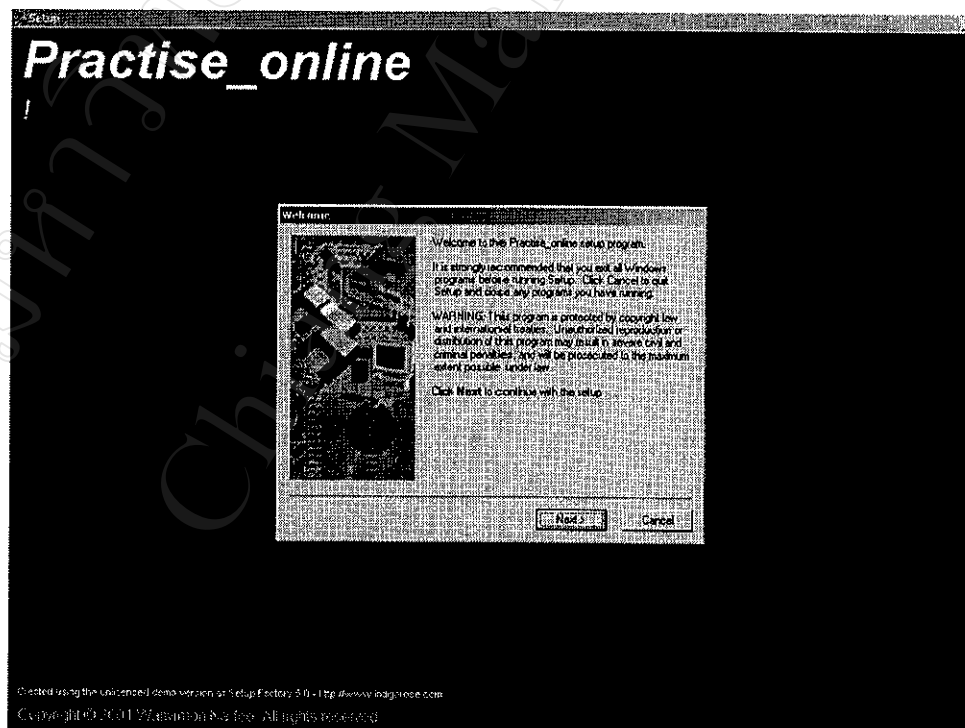 Setup
Practise_online
!
Welcome
Welcome to the Practise_online setup program.
It is strongly recommended that you exit all Windows
programs before running Setup. Click Cancel to quit
Setup and close any programs you have running.
WARNING: This program is protected by copyright law
and international treaties. Unauthorized reproduction or
distribution of this program may result in severe civil and
criminal penalties, and will be prosecuted to the maximum
extent possible under law.
Click Next to continue with the setup
Next >
Cancel
Created using the unlicensed demo version of Setup Factory 5.0 - http://www.indigorose.com
Copyright © 2001 All rights reserved
Chiang Ma